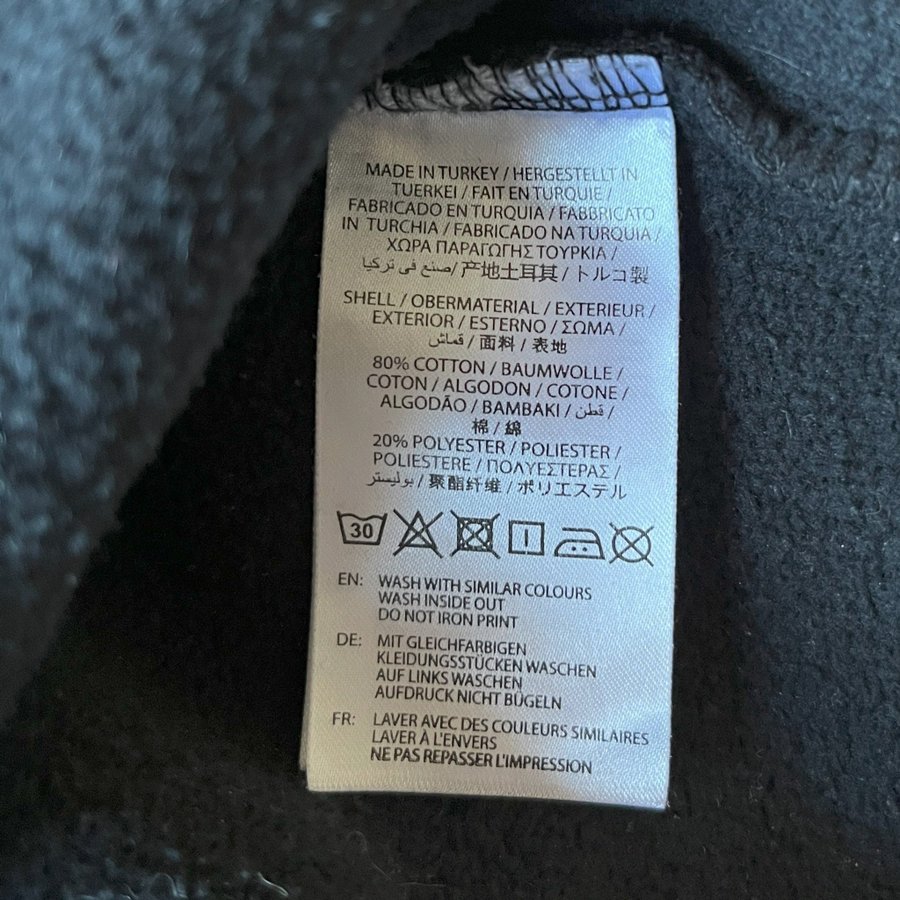 MADE IN TURKEY / HERGESTELLT IN
TUERKEI / FAIT EN TURQUIE /
FABRICADO EN TURQUIA / FABBRICATO
IN TURCHIA / FABRICADO NA TURQUIA /
ΧΩΡΑ ΠΑΡΑΓΩΓΗΣ ΤΟΥΡΚΙΑ /
صنع في تركيا / 产地土耳其 / トルコ製
SHELL / OBERMATERIAL / EXTERIEUR /
EXTERIOR / ESTERNO / ΣΩΜΑ /
قماش / 面料 / 表地
80% COTTON / BAUMWOLLE /
COTON / ALGODON / COTONE /
ALGODÃO / BAMBAKI / قطن /
棉 / 綿
20% POLYESTER / POLIESTER /
POLIESTERE / ΠΟΛΥΕΣΤΕΡΑΣ /
بوليستر / 聚酯纤维 / ポリエステル
30
EN: WASH WITH SIMILAR COLOURS
WASH INSIDE OUT
DO NOT IRON PRINT
DE: MIT GLEICHFARBIGEN
KLEIDUNGSSTÜCKEN WASCHEN
AUF LINKS WASCHEN
AUFDRUCK NICHT BÜGELN
FR: LAVER AVEC DES COULEURS SIMILAIRES
LAVER À L'ENVERS
NE PAS REPASSER L'IMPRESSION